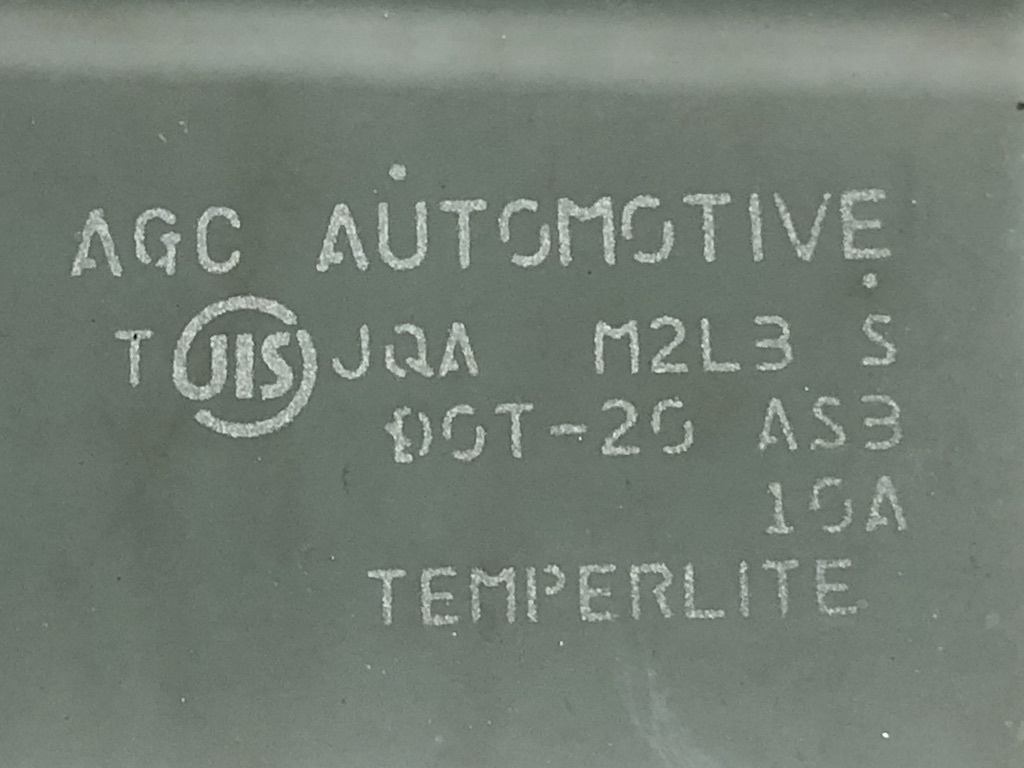 AGC AUTOMOTIVE
T JIS JQA M2L3 S
DOT-20 AS3
10A
TEMPERLITE